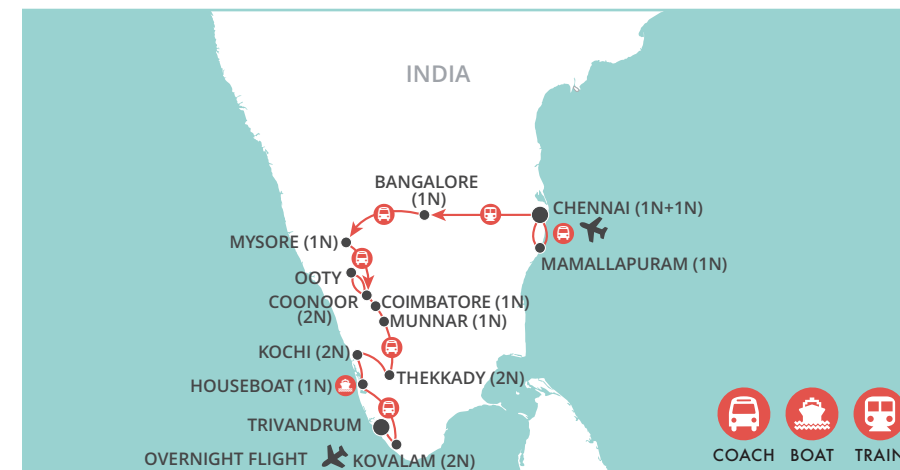 INDIA
BANGALORE
(1N)
CHENNAI (1N+1N)
MYSORE (1N)
MAMALLAPURAM (1N)
OOTY
COONOOR
(2N)
COIMBATORE (1N)
MUNNAR (1N)
KOCHI (2N)
THEKKADY (2N)
HOUSEBOAT (1N)
TRIVANDRUM
OVERNIGHT FLIGHT
KOVALAM (2N)
COACH
BOAT
TRAIN